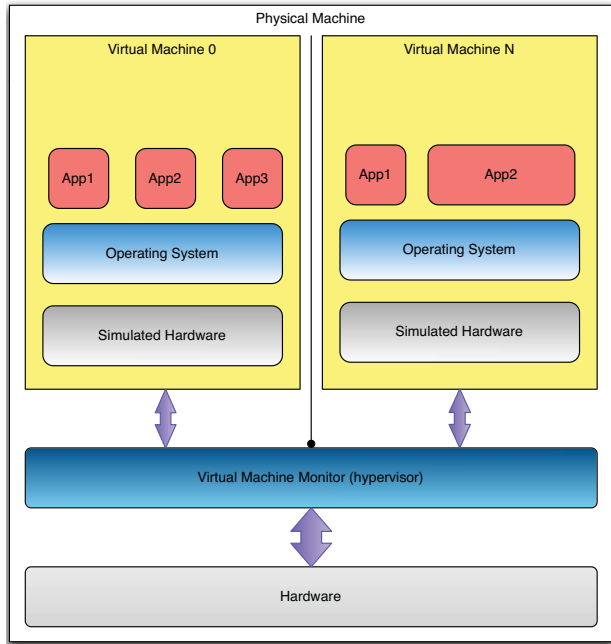 Physical Machine
Virtual Machine 0
Virtual Machine N
App1
App2
App3
App1
App2
Operating System
Operating System
Simulated Hardware
Simulated Hardware
Virtual Machine Monitor (hypervisor)
Hardware